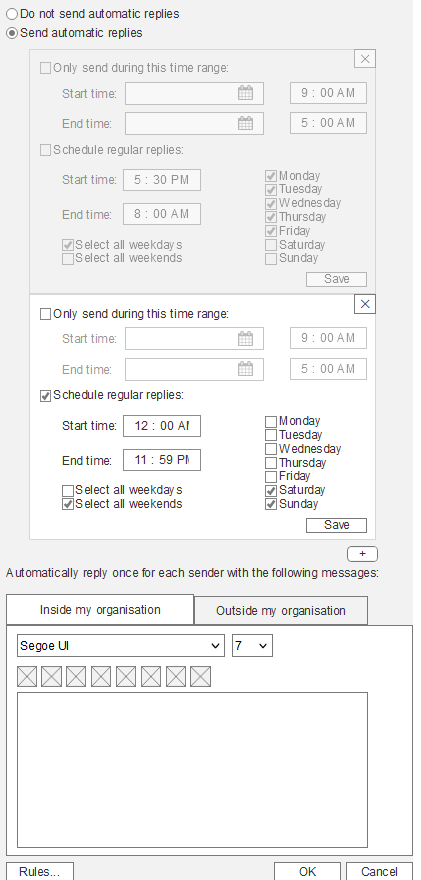 Do not send automatic replies
Send automatic replies
Only send during this time range:
Start time: 9 : 00 AM
End time: 5 : 00 AM
Schedule regular replies:
Start time: 5 : 30 PM
End time: 8 : 00 AM
Monday
Tuesday
Wednesday
Thursday
Friday
Select all weekdays Saturday
Select all weekends Sunday
Save
Only send during this time range:
Start time: 9 : 00 AM
End time: 5 : 00 AM
Schedule regular replies:
Start time: 12 : 00 AM
End time: 11 : 59 PM
Monday
Tuesday
Wednesday
Thursday
Friday
Select all weekdays Saturday
Select all weekends Sunday
Save
+
Automatically reply once for each sender with the following messages:
Inside my organisation Outside my organisation
Segoe UI 7
Rules... OK Cancel